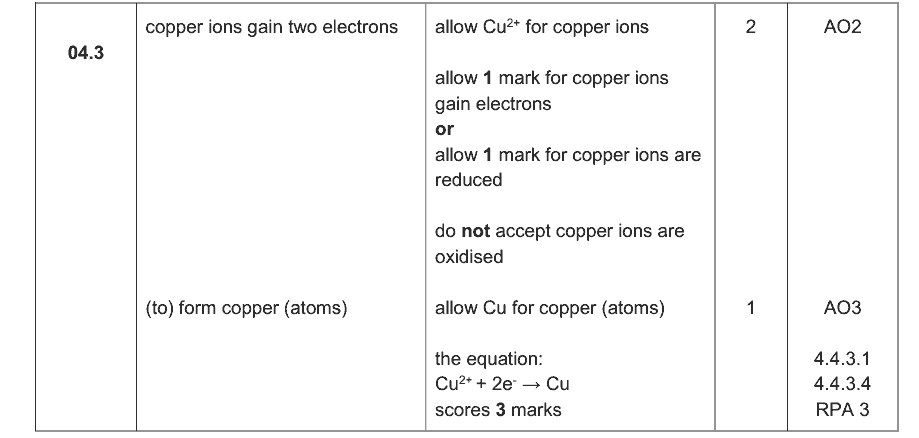 copper ions gain two electrons allow Cu²⁺ for copper ions 2 AO2
04.3
allow 1 mark for copper ions
gain electrons
or
allow 1 mark for copper ions are
reduced
do not accept copper ions are
oxidised
(to) form copper (atoms) allow Cu for copper (atoms) 1 AO3
the equation: 4.4.3.1
Cu²⁺ + 2e⁻ → Cu 4.4.3.4
scores 3 marks RPA 3